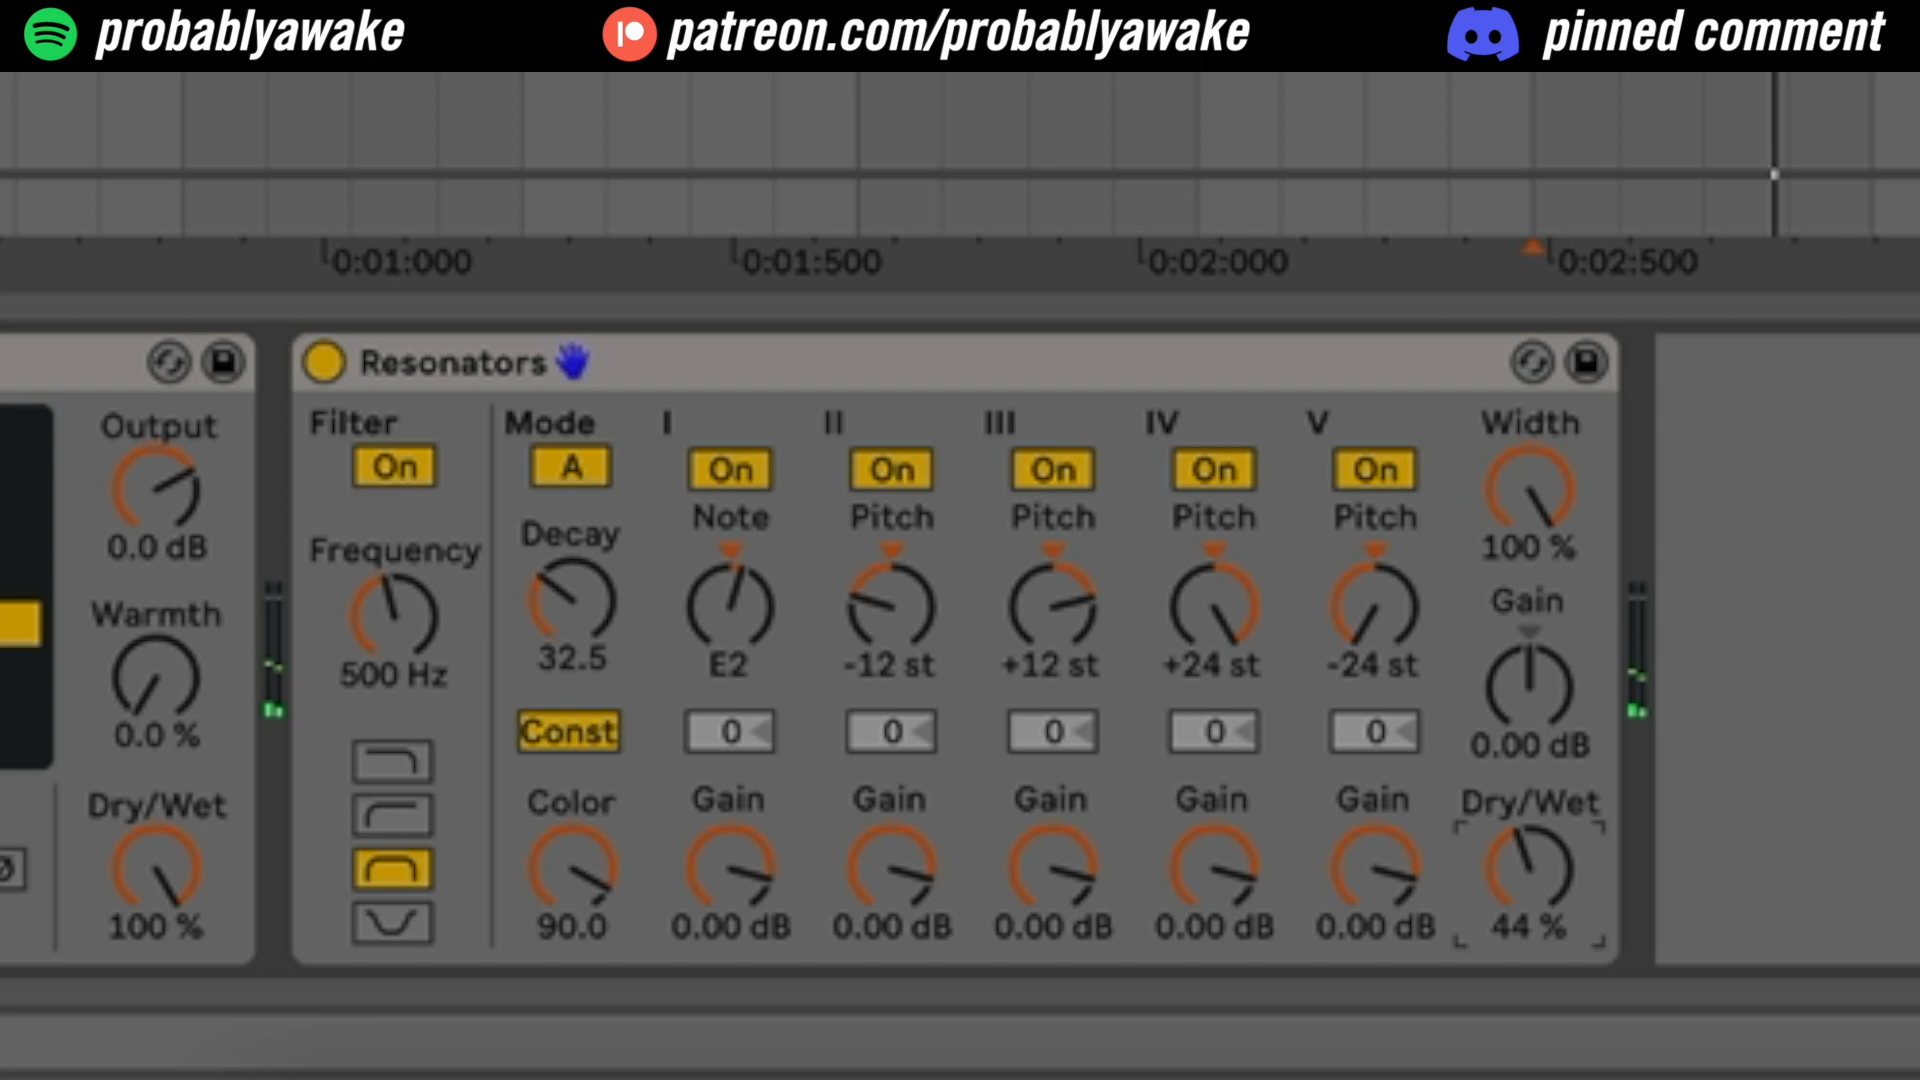 probablyawake
patreon.com/probablyawake
pinned comment
0:01:000 0:01:500 0:02:000 0:02:500
Resonators
Output
0.0 dB
Warmth
0.0 %
Dry/Wet
100 %
Ø
Filter
On
Frequency
500 Hz
Mode
A
Decay
32.5
Const
Color
90.0
I
On
Note
E2
0
Gain
0.00 dB
II
On
Pitch
-12 st
0
Gain
0.00 dB
III
On
Pitch
+12 st
0
Gain
0.00 dB
IV
On
Pitch
+24 st
0
Gain
0.00 dB
V
On
Pitch
-24 st
0
Gain
0.00 dB
Width
100 %
Gain
0.00 dB
Dry/Wet
44 %